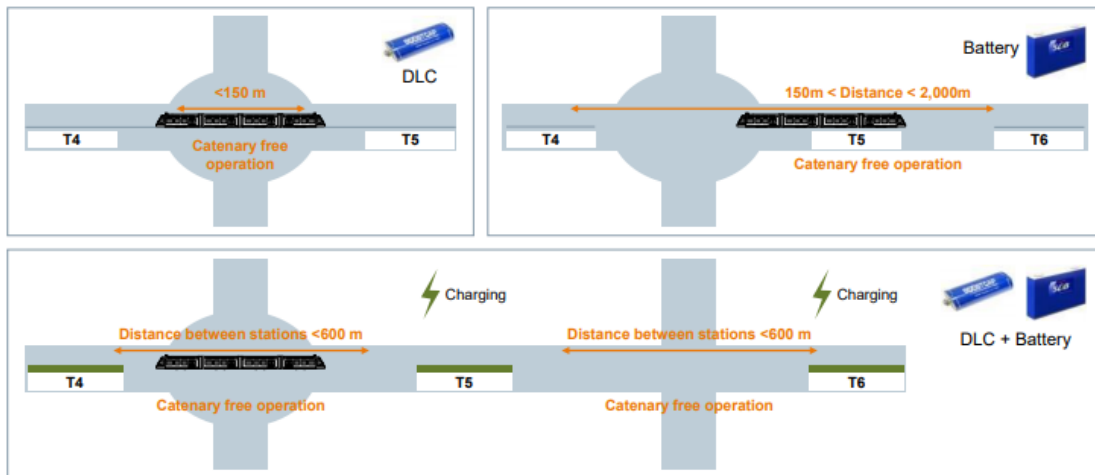 DLC
<150 m
T4
T5
Catenary free
operation
Battery
150m < Distance < 2,000m
T4
T5
T6
Catenary free operation
Charging
Charging
Distance between stations <600 m
Distance between stations <600 m
DLC + Battery
T4
T5
T6
Catenary free operation
Catenary free operation